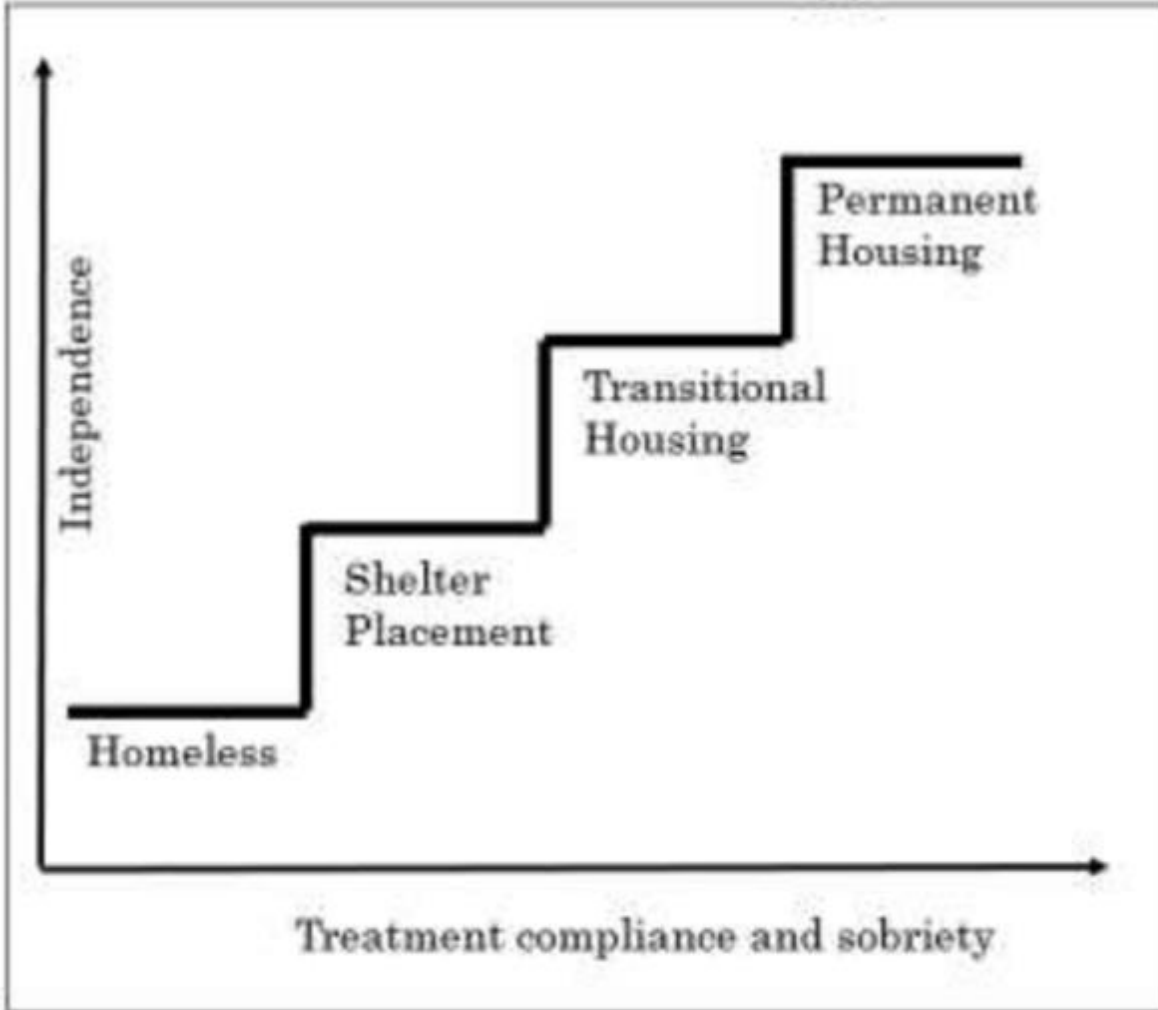 Permanent
Housing
Independence
Transitional
Housing
Shelter
Placement
Homeless
Treatment compliance and sobriety